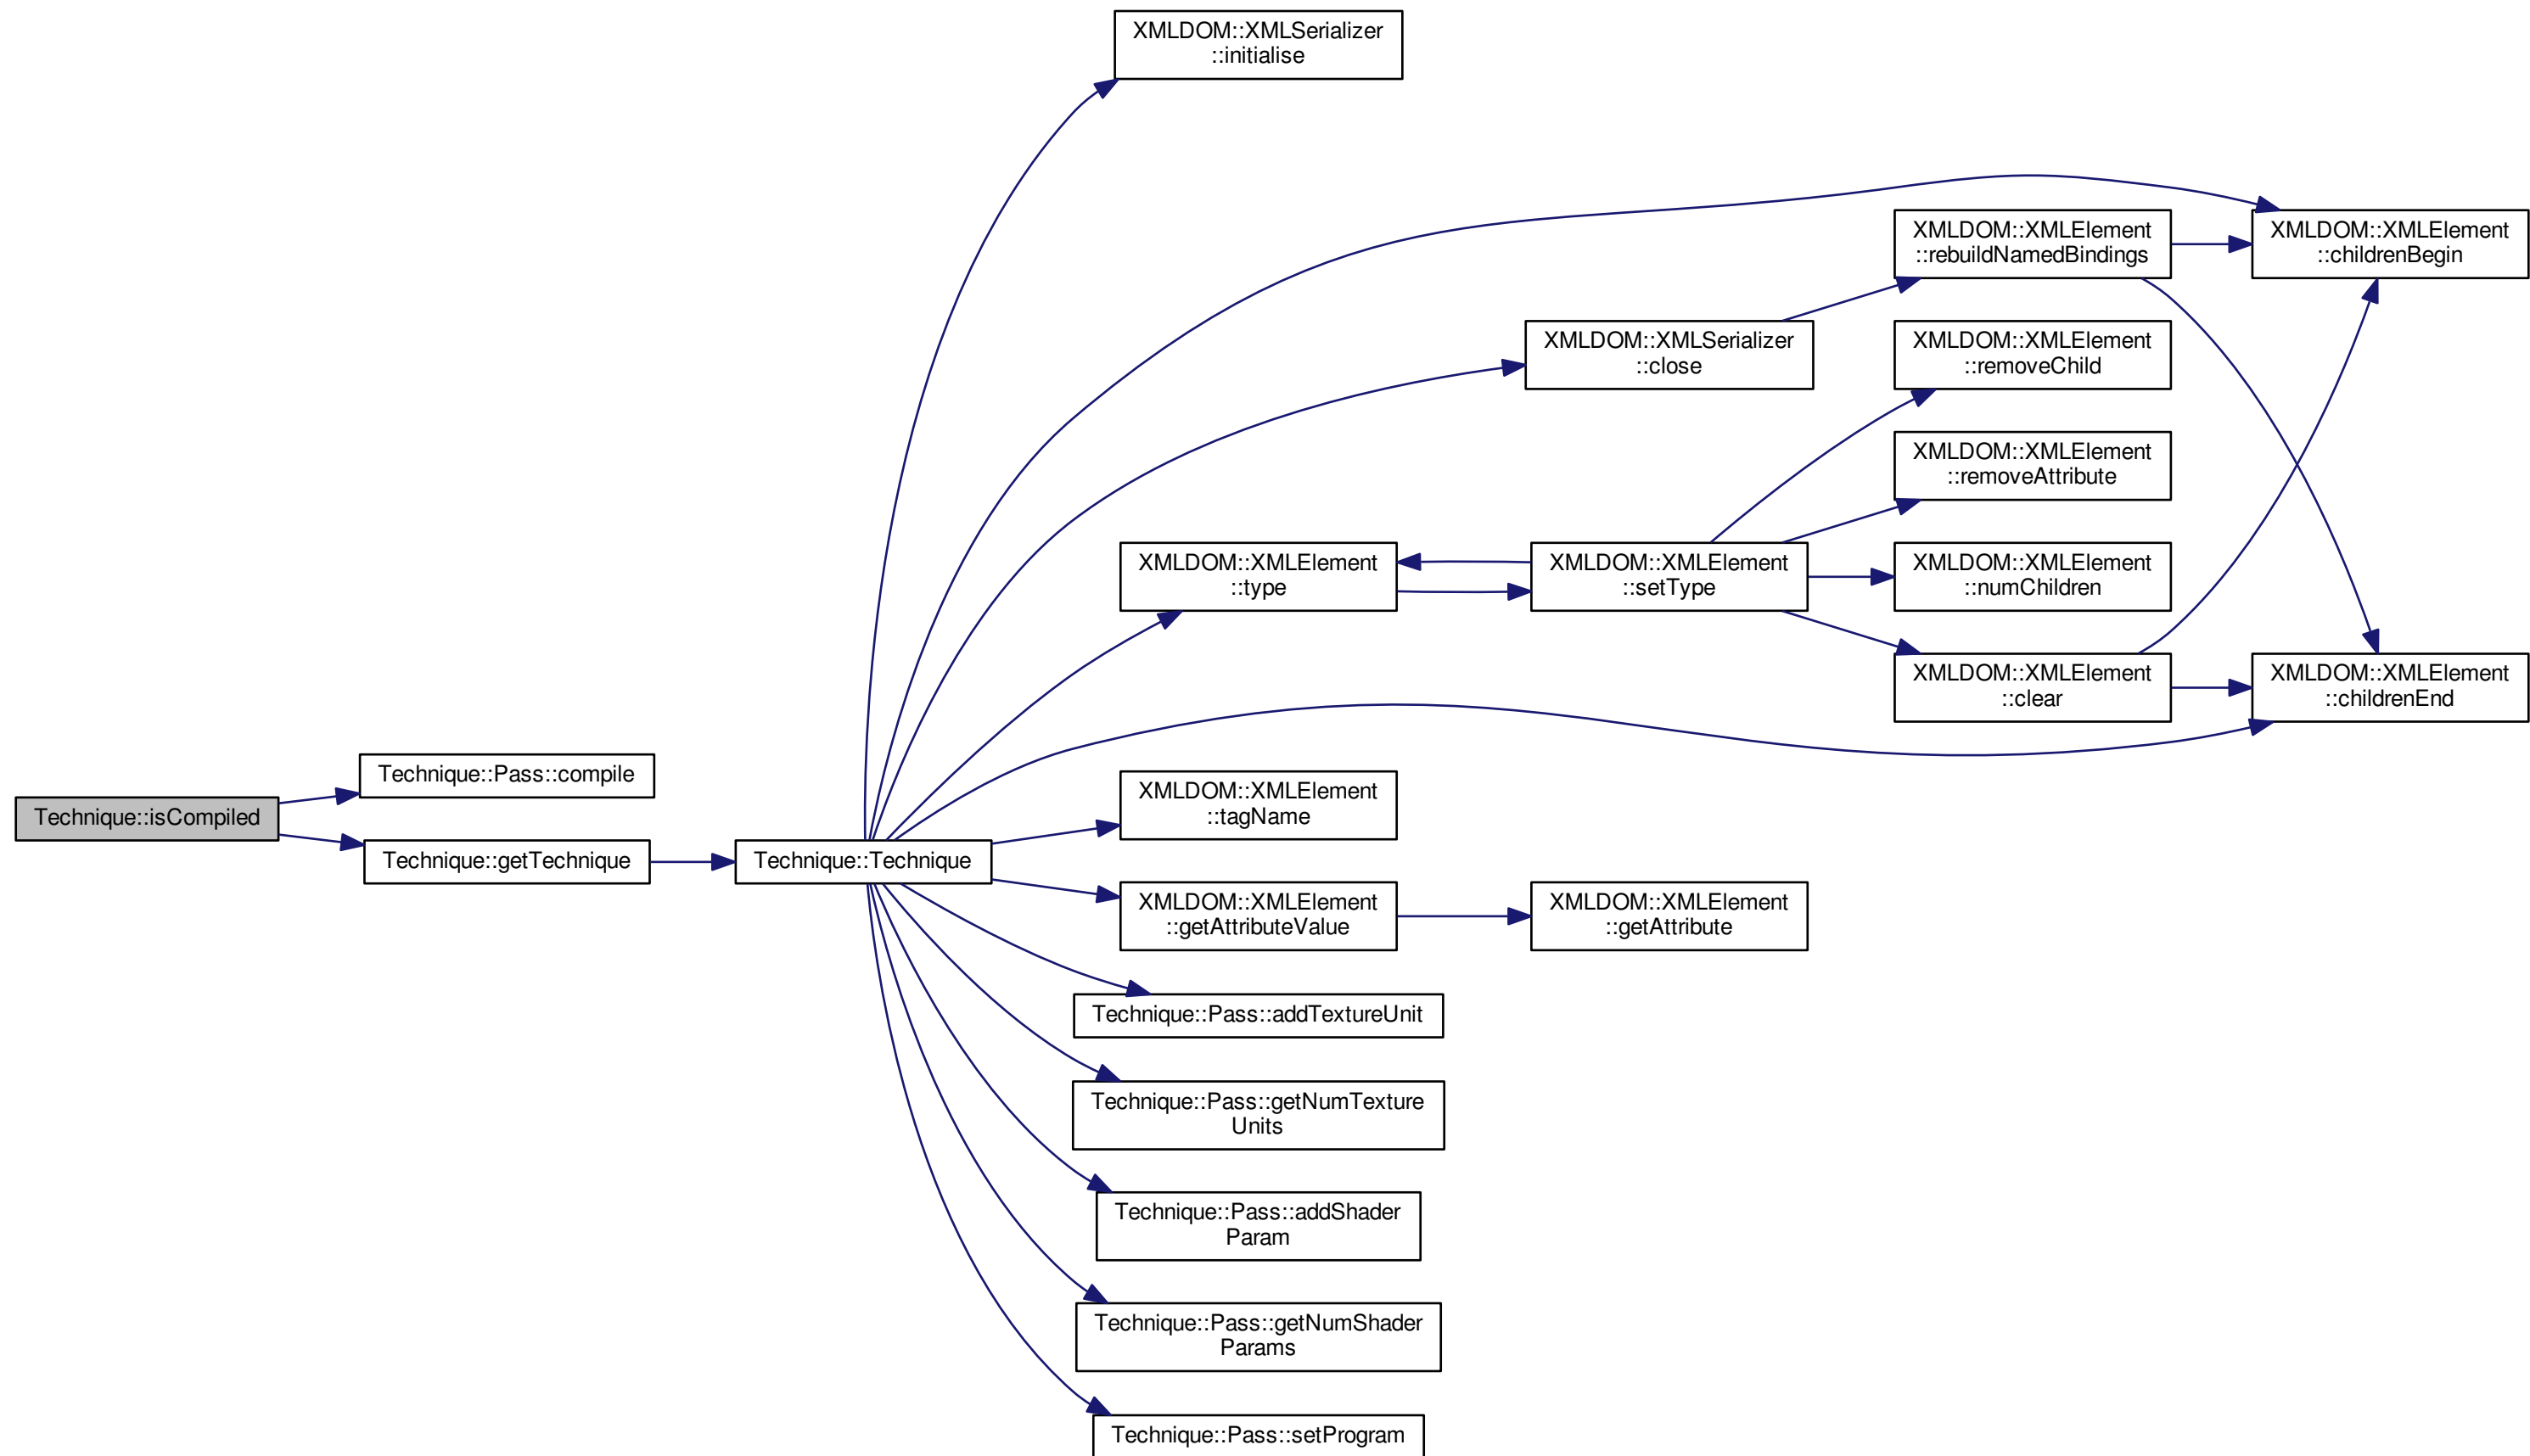 XMLDOM::XMLSerializer
::initialise
XMLDOM::XMLElement
::rebuildNamedBindings
XMLDOM::XMLElement
::childrenBegin
XMLDOM::XMLSerializer
::close
XMLDOM::XMLElement
::removeChild
XMLDOM::XMLElement
::removeAttribute
XMLDOM::XMLElement
::type
XMLDOM::XMLElement
::setType
XMLDOM::XMLElement
::numChildren
XMLDOM::XMLElement
::clear
XMLDOM::XMLElement
::childrenEnd
Technique::Pass::compile
Technique::isCompiled
XMLDOM::XMLElement
::tagName
Technique::getTechnique
Technique::Technique
XMLDOM::XMLElement
::getAttributeValue
XMLDOM::XMLElement
::getAttribute
Technique::Pass::addTextureUnit
Technique::Pass::getNumTexture
Units
Technique::Pass::addShader
Param
Technique::Pass::getNumShader
Params
Technique::Pass::setProgram